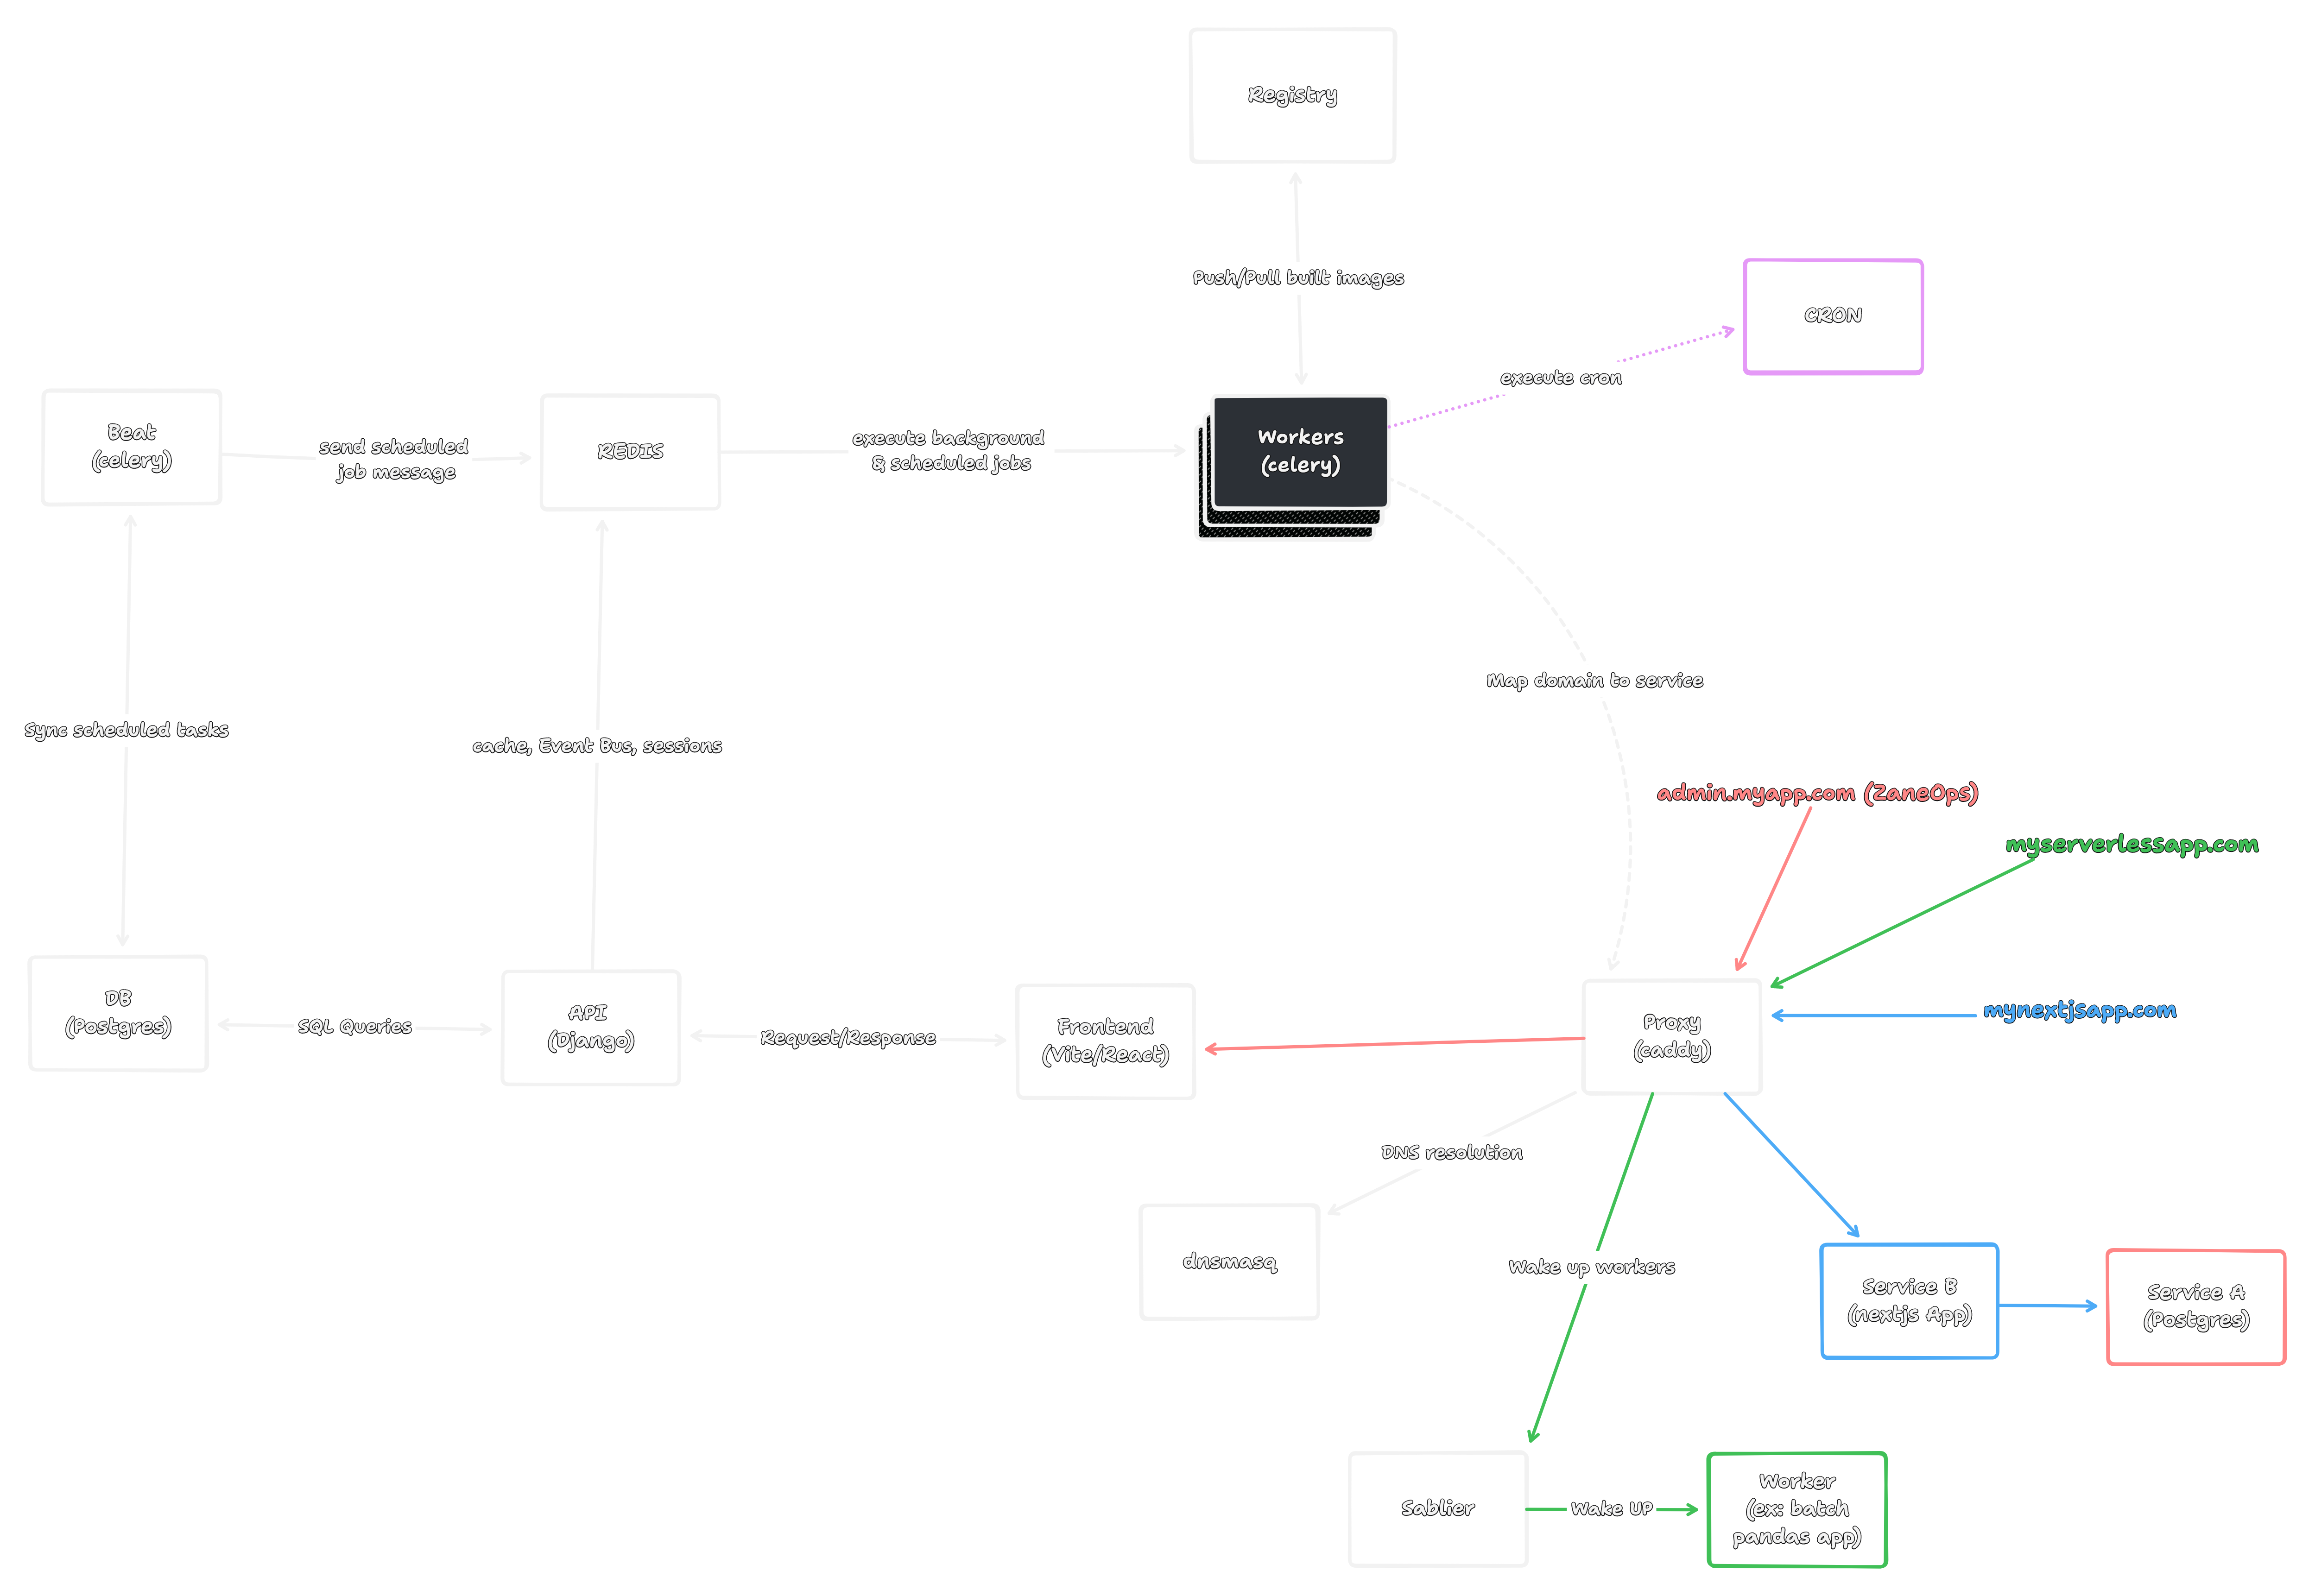 Registry
Push/Pull built images
CRON
execute cron
Beat
(celery)
send scheduled
job message
REDIS
execute background
& scheduled jobs
Workers
(celery)
Sync scheduled tasks
cache, Event Bus, sessions
Map domain to service
admin.myapp.com (ZaneOps)
myserverlessapp.com
mynextjsapp.com
DB
(Postgres)
SQL Queries
API
(Django)
Request/Response
Frontend
(Vite/React)
Proxy
(caddy)
DNS resolution
dnsmasq
Wake up workers
Service B
(nextjs App)
Service A
(Postgres)
Sablier
Wake UP
Worker
(ex: batch
pandas app)